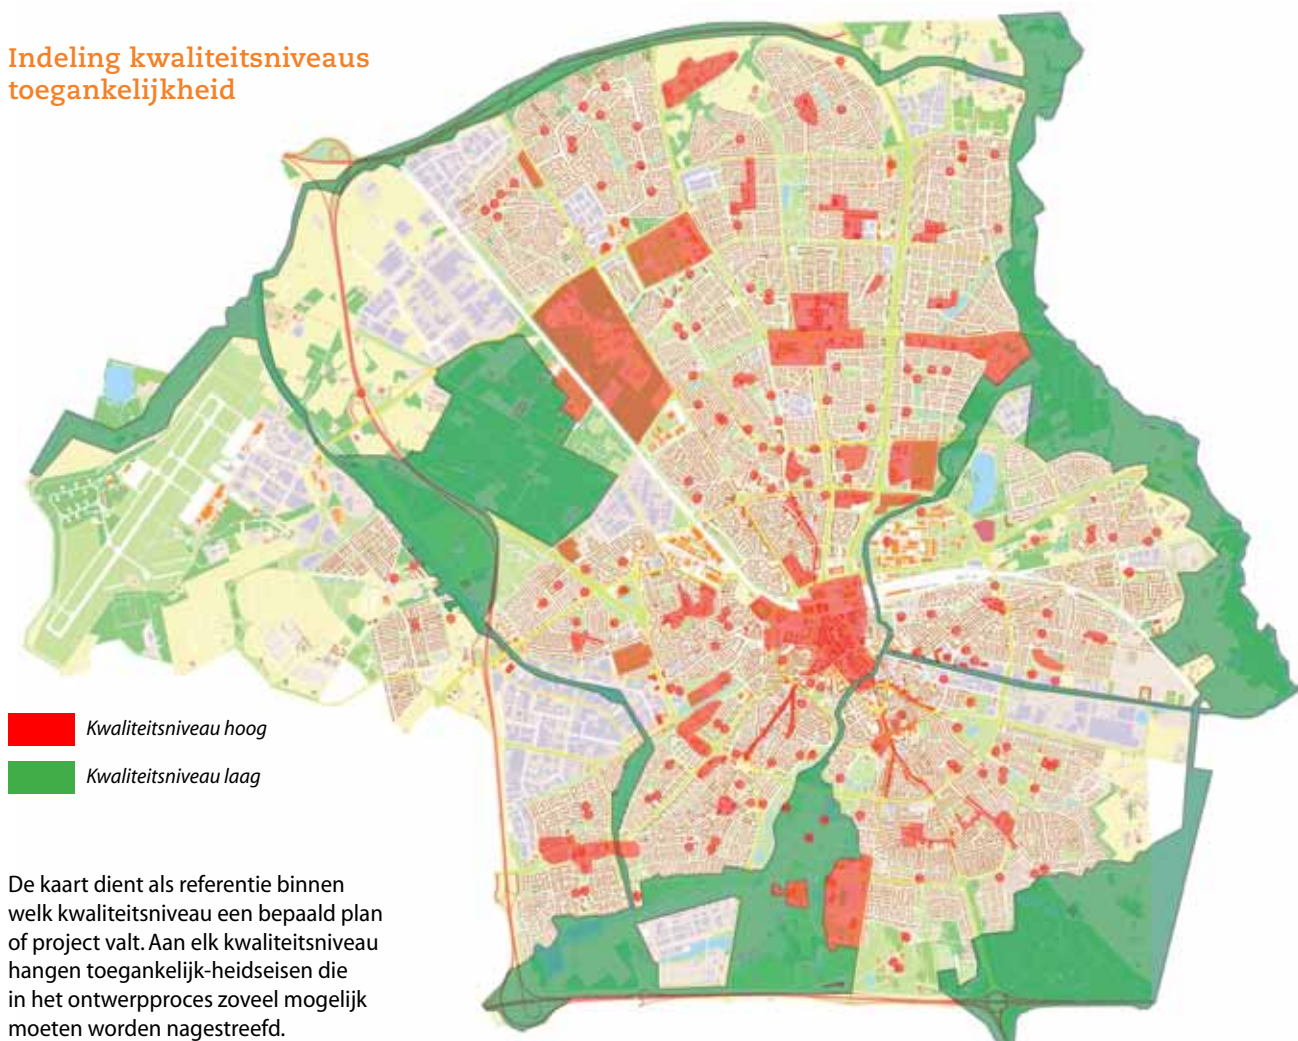 Indeling kwaliteitsniveaus
toegankelijkheid
Kwaliteitsniveau hoog
Kwaliteitsniveau laag
De kaart dient als referentie binnen
welk kwaliteitsniveau een bepaald plan
of project valt. Aan elk kwaliteitsniveau
hangen toegankelijk-heidseisen die
in het ontwerpproces zoveel mogelijk
moeten worden nagestreefd.